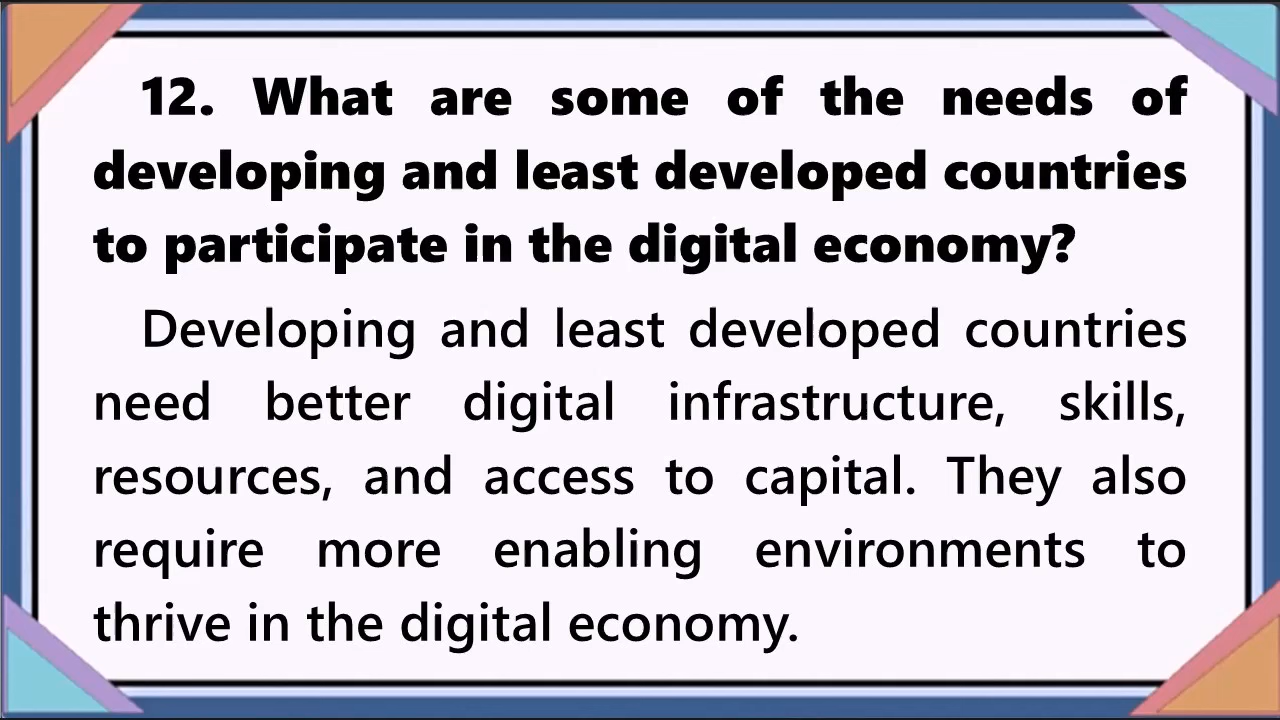 12. What are some of the needs of
developing and least developed countries
to participate in the digital economy?
Developing and least developed countries
need better digital infrastructure, skills,
resources, and access to capital. They also
require more enabling environments to
thrive in the digital economy.